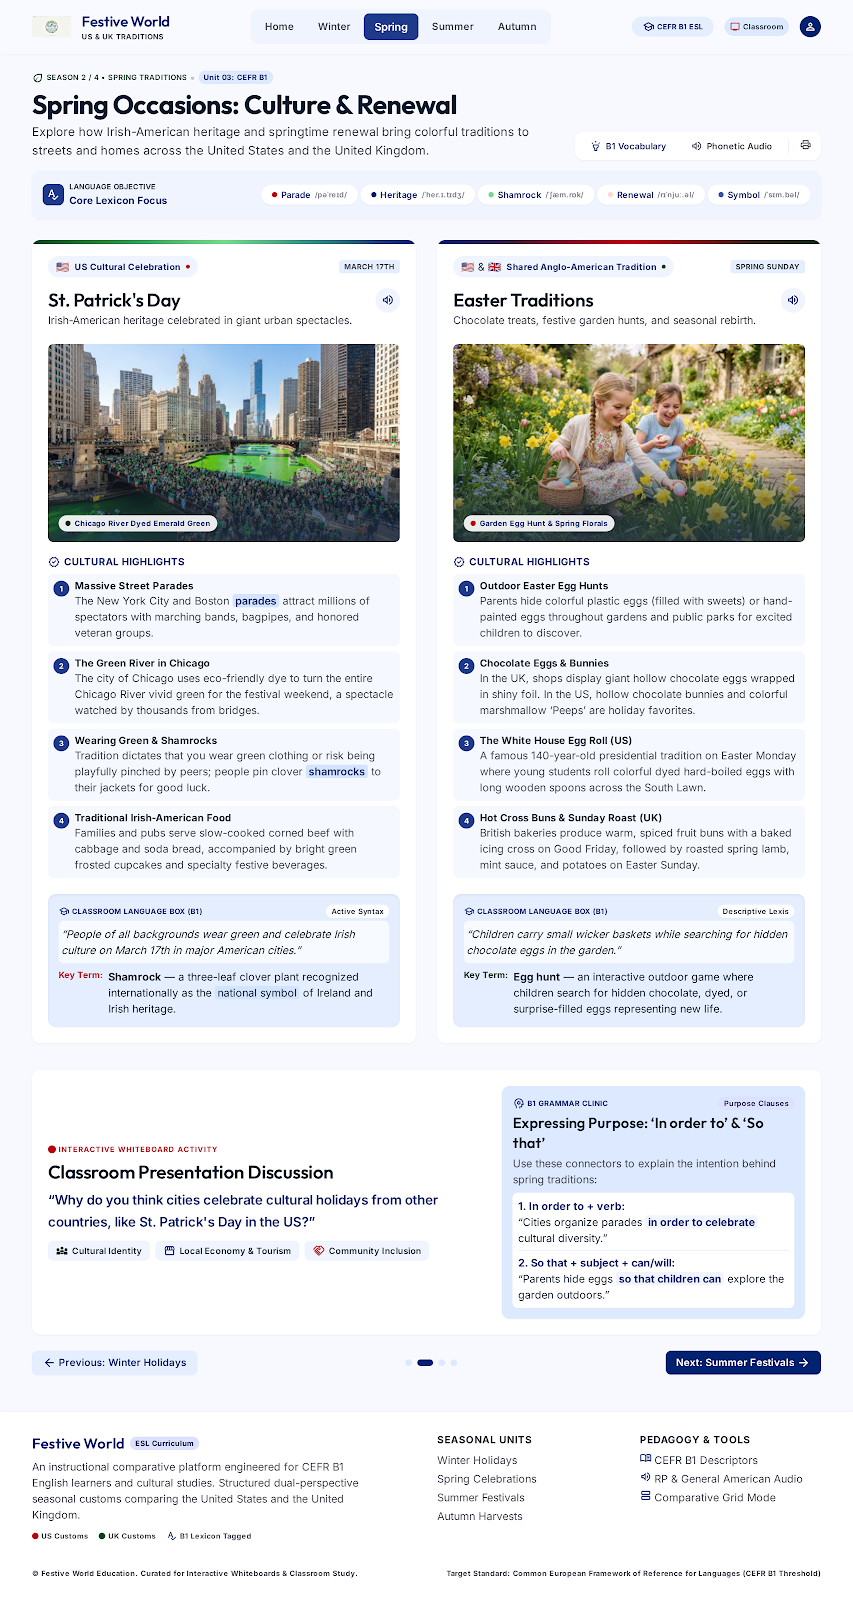 Festive World
US & UK TRADITIONS
Home
Winter
Spring
Summer
Autumn
CEFR B1 ESL
Classroom
SEASON 2 / 4 • SPRING TRADITIONS
Unit 03: CEFR B1
Spring Occasions: Culture & Renewal
Explore how Irish-American heritage and springtime renewal bring colorful traditions to
streets and homes across the United States and the United Kingdom.
B1 Vocabulary
Phonetic Audio
LANGUAGE OBJECTIVE
Core Lexicon Focus
Parade /pəˈreɪd/
Heritage /ˈher.ɪ.tɪdʒ/
Shamrock /ˈʃæm.rɒk/
Renewal /rɪˈnjuː.əl/
Symbol /ˈsɪm.bəl/
🇺🇸 US Cultural Celebration
MARCH 17TH
St. Patrick's Day
Irish-American heritage celebrated in giant urban spectacles.
Chicago River Dyed Emerald Green
CULTURAL HIGHLIGHTS
1 Massive Street Parades
The New York City and Boston parades attract millions of
spectators with marching bands, bagpipes, and honored
veteran groups.
2 The Green River in Chicago
The city of Chicago uses eco-friendly dye to turn the entire
Chicago River vivid green for the festival weekend, a spectacle
watched by thousands from bridges.
3 Wearing Green & Shamrocks
Tradition dictates that you wear green clothing or risk being
playfully pinched by peers; people pin clover shamrocks to
their jackets for good luck.
4 Traditional Irish-American Food
Families and pubs serve slow-cooked corned beef with
cabbage and soda bread, accompanied by bright green
frosted cupcakes and specialty festive beverages.
CLASSROOM LANGUAGE BOX (B1)
Active Syntax
“People of all backgrounds wear green and celebrate Irish
culture on March 17th in major American cities.”
Key Term: Shamrock — a three-leaf clover plant recognized
internationally as the national symbol of Ireland and
Irish heritage.
🇺🇸 & 🇬🇧 Shared Anglo-American Tradition
SPRING SUNDAY
Easter Traditions
Chocolate treats, festive garden hunts, and seasonal rebirth.
Garden Egg Hunt & Spring Florals
CULTURAL HIGHLIGHTS
1 Outdoor Easter Egg Hunts
Parents hide colorful plastic eggs (filled with sweets) or hand-
painted eggs throughout gardens and public parks for excited
children to discover.
2 Chocolate Eggs & Bunnies
In the UK, shops display giant hollow chocolate eggs wrapped
in shiny foil. In the US, hollow chocolate bunnies and colorful
marshmallow ‘Peeps’ are holiday favorites.
3 The White House Egg Roll (US)
A famous 140-year-old presidential tradition on Easter Monday
where young students roll colorful dyed hard-boiled eggs with
long wooden spoons across the South Lawn.
4 Hot Cross Buns & Sunday Roast (UK)
British bakeries produce warm, spiced fruit buns with a baked
icing cross on Good Friday, followed by roasted spring lamb,
mint sauce, and potatoes on Easter Sunday.
CLASSROOM LANGUAGE BOX (B1)
Descriptive Lexis
“Children carry small wicker baskets while searching for hidden
chocolate eggs in the garden.”
Key Term: Egg hunt — an interactive outdoor game where
children search for hidden chocolate, dyed, or
surprise-filled eggs representing new life.
INTERACTIVE WHITEBOARD ACTIVITY
Classroom Presentation Discussion
“Why do you think cities celebrate cultural holidays from other
countries, like St. Patrick's Day in the US?”
Cultural Identity
Local Economy & Tourism
Community Inclusion
B1 GRAMMAR CLINIC
Purpose Clauses
Expressing Purpose: ‘In order to’ & ‘So
that’
Use these connectors to explain the intention behind
spring traditions:
1. In order to + verb:
“Cities organize parades in order to celebrate
cultural diversity.”
2. So that + subject + can/will:
“Parents hide eggs so that children can explore the
garden outdoors.”
← Previous: Winter Holidays
Next: Summer Festivals →
Festive World
ESL Curriculum
An instructional comparative platform engineered for CEFR B1
English learners and cultural studies. Structured dual-perspective
seasonal customs comparing the United States and the United
Kingdom.
US Customs
UK Customs
B1 Lexicon Tagged
SEASONAL UNITS
Winter Holidays
Spring Celebrations
Summer Festivals
Autumn Harvests
PEDAGOGY & TOOLS
CEFR B1 Descriptors
RP & General American Audio
Comparative Grid Mode
© Festive World Education. Curated for Interactive Whiteboards & Classroom Study.
Target Standard: Common European Framework of Reference for Languages (CEFR B1 Threshold)